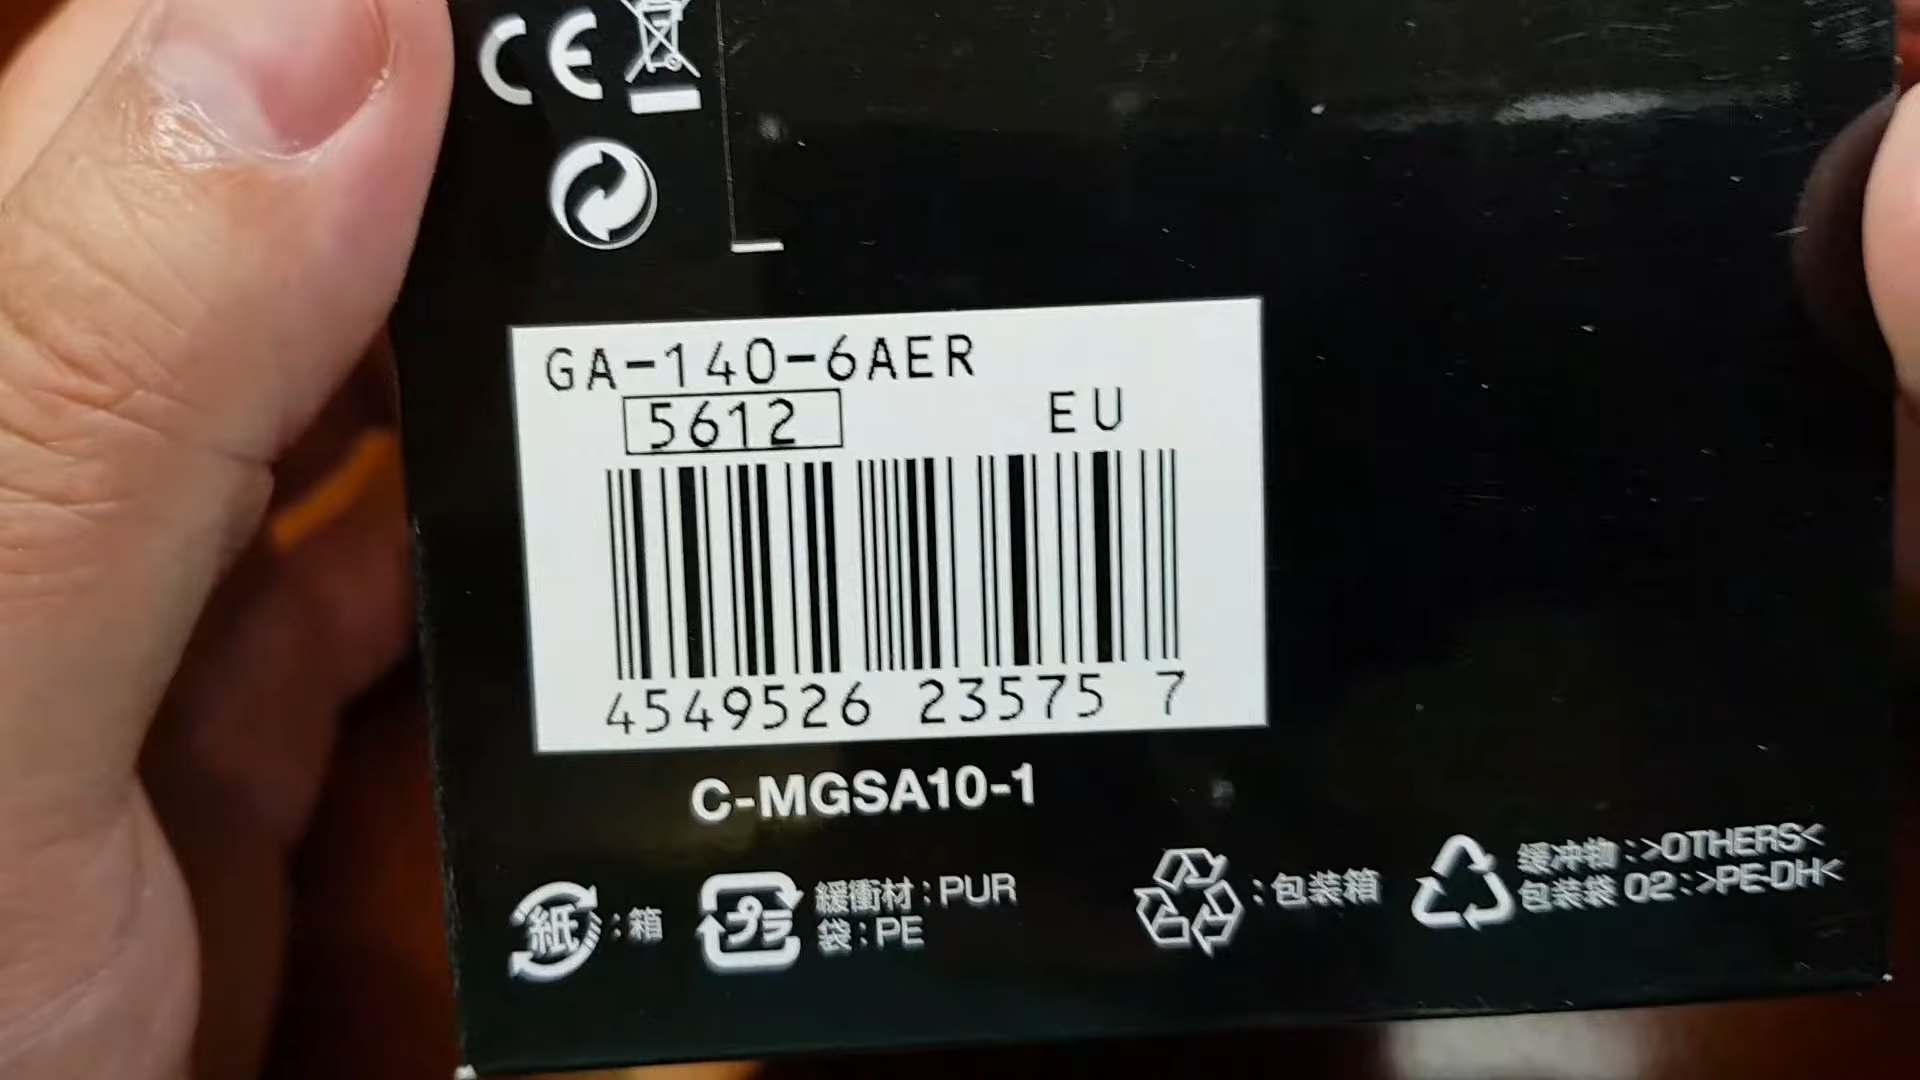 CE
GA-140-6AER
5612
EU
4549526 23575 7
C-MGSA10-1
紙:箱
プラ 緩衝材:PUR
袋:PE
:包装箱
缓冲物:>OTHERS<
包装袋 02:>PE-DH<